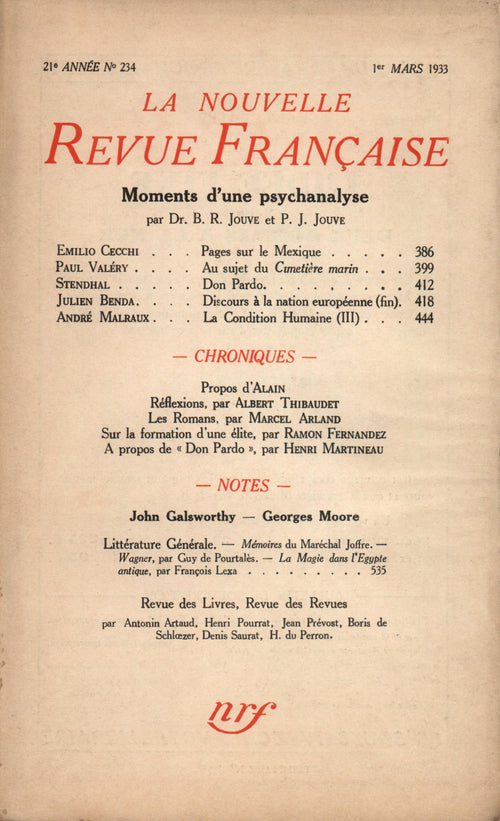 21e ANNÉE No 234
1er MARS 1933
LA NOUVELLE
REVUE FRANÇAISE
Moments d'une psychanalyse
par Dr. B. R. JOUVE et P. J. JOUVE
EMILIO CECCHI . . . Pages sur le Mexique . . . . . 386
PAUL VALÉRY . . . . Au sujet du Cimetière marin . . . 399
STENDHAL . . . . . Don Pardo. . . . . . . . 412
JULIEN BENDA. . . . Discours à la nation européenne (fin). 418
ANDRÉ MALRAUX . . . La Condition Humaine (III) . . . 444
— CHRONIQUES —
Propos d'ALAIN
Réflexions, par ALBERT THIBAUDET
Les Romans, par MARCEL ARLAND
Sur la formation d'une élite, par RAMON FERNANDEZ
A propos de « Don Pardo », par HENRI MARTINEAU
— NOTES —
John Galsworthy — Georges Moore
Littérature Générale. — Mémoires du Maréchal Joffre. —
Wagner, par Guy de Pourtalès. — La Magie dans l'Egypte
antique, par François Lexa . . . . . . . . . 535
Revue des Livres, Revue des Revues
par Antonin Artaud, Henri Pourrat, Jean Prévost, Boris de
Schlœzer, Denis Saurat, H. du Perron.
nrf